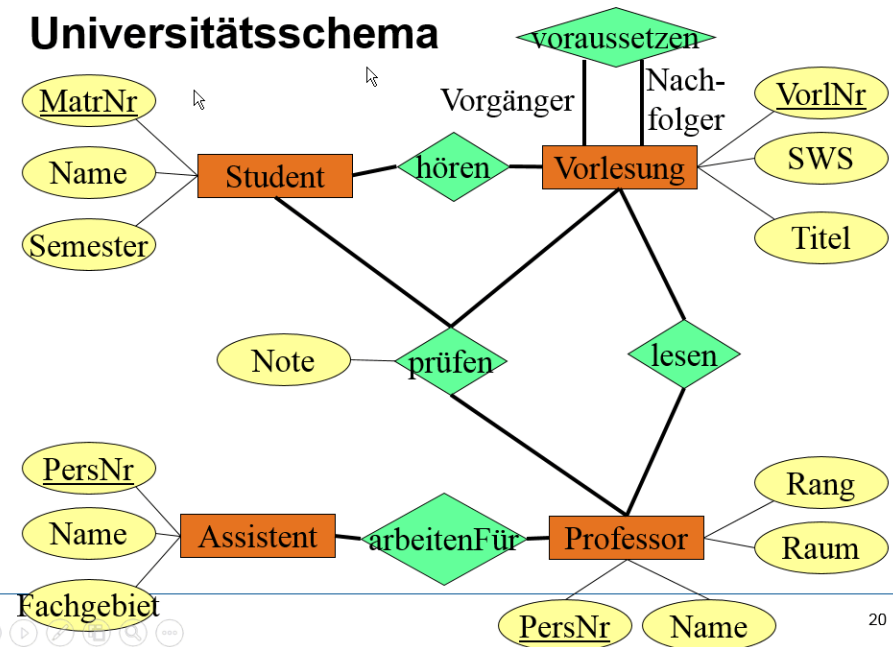 Universitätsschema
voraussetzen
MatrNr
Vorgänger
Nach-
folger
VorlNr
Name
Student
hören
Vorlesung
SWS
Semester
Titel
Note
prüfen
lesen
PersNr
Rang
Name
Assistent
arbeitenFür
Professor
Raum
Fachgebiet
PersNr
Name
20